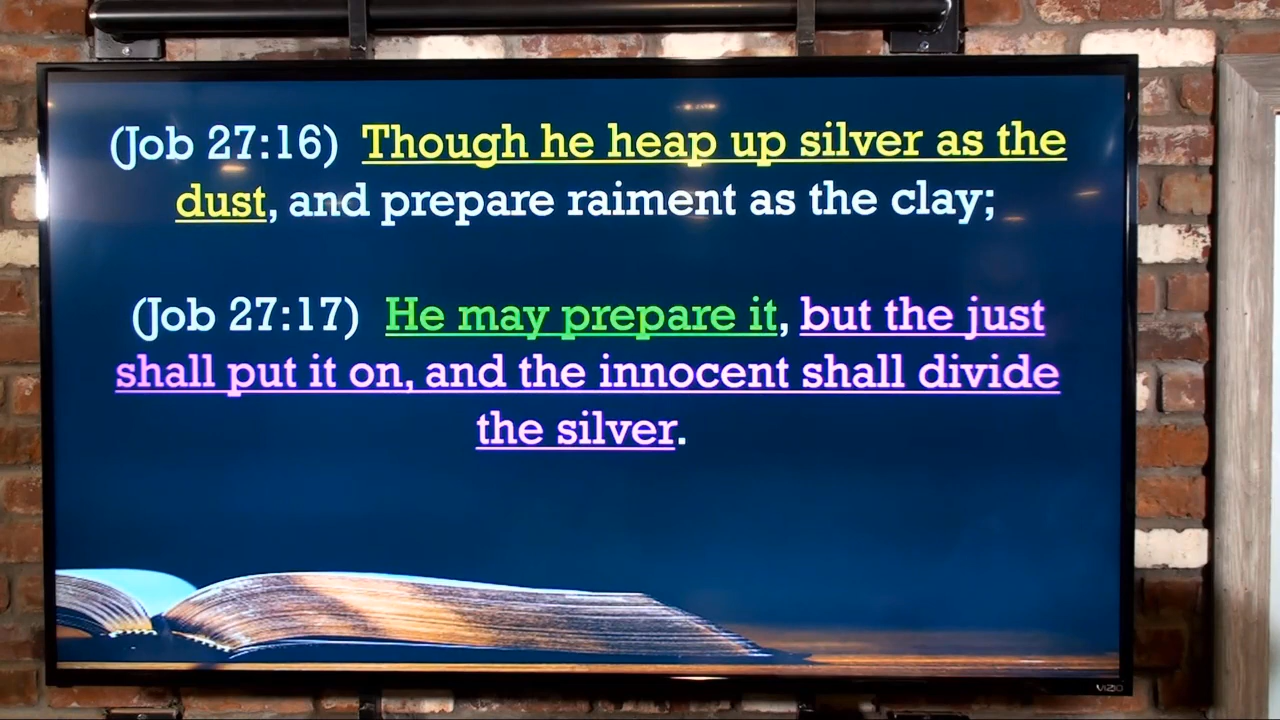 (Job 27:16) Though he heap up silver as the
dust, and prepare raiment as the clay;
(Job 27:17) He may prepare it, but the just
shall put it on, and the innocent shall divide
the silver.
VIZIO